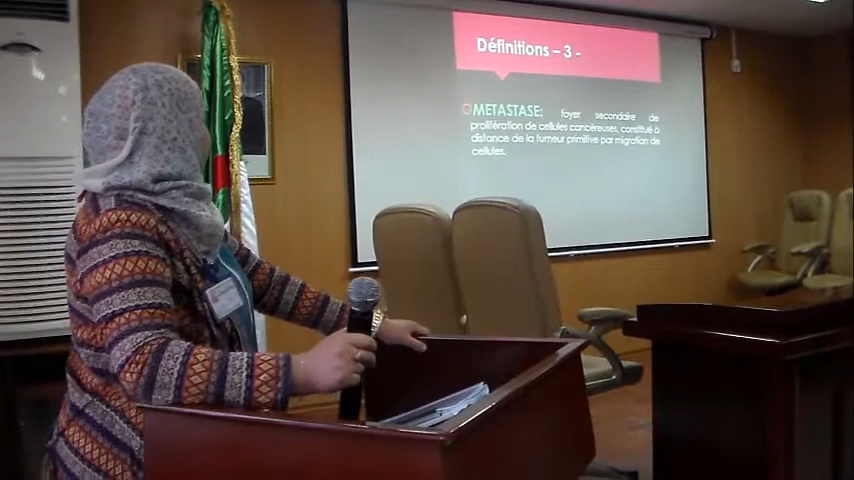 Définitions – 3 -
METASTASE: foyer secondaire de
prolifération de cellules cancéreuses, constitué à
distance de la tumeur primitive par migration de
cellules.